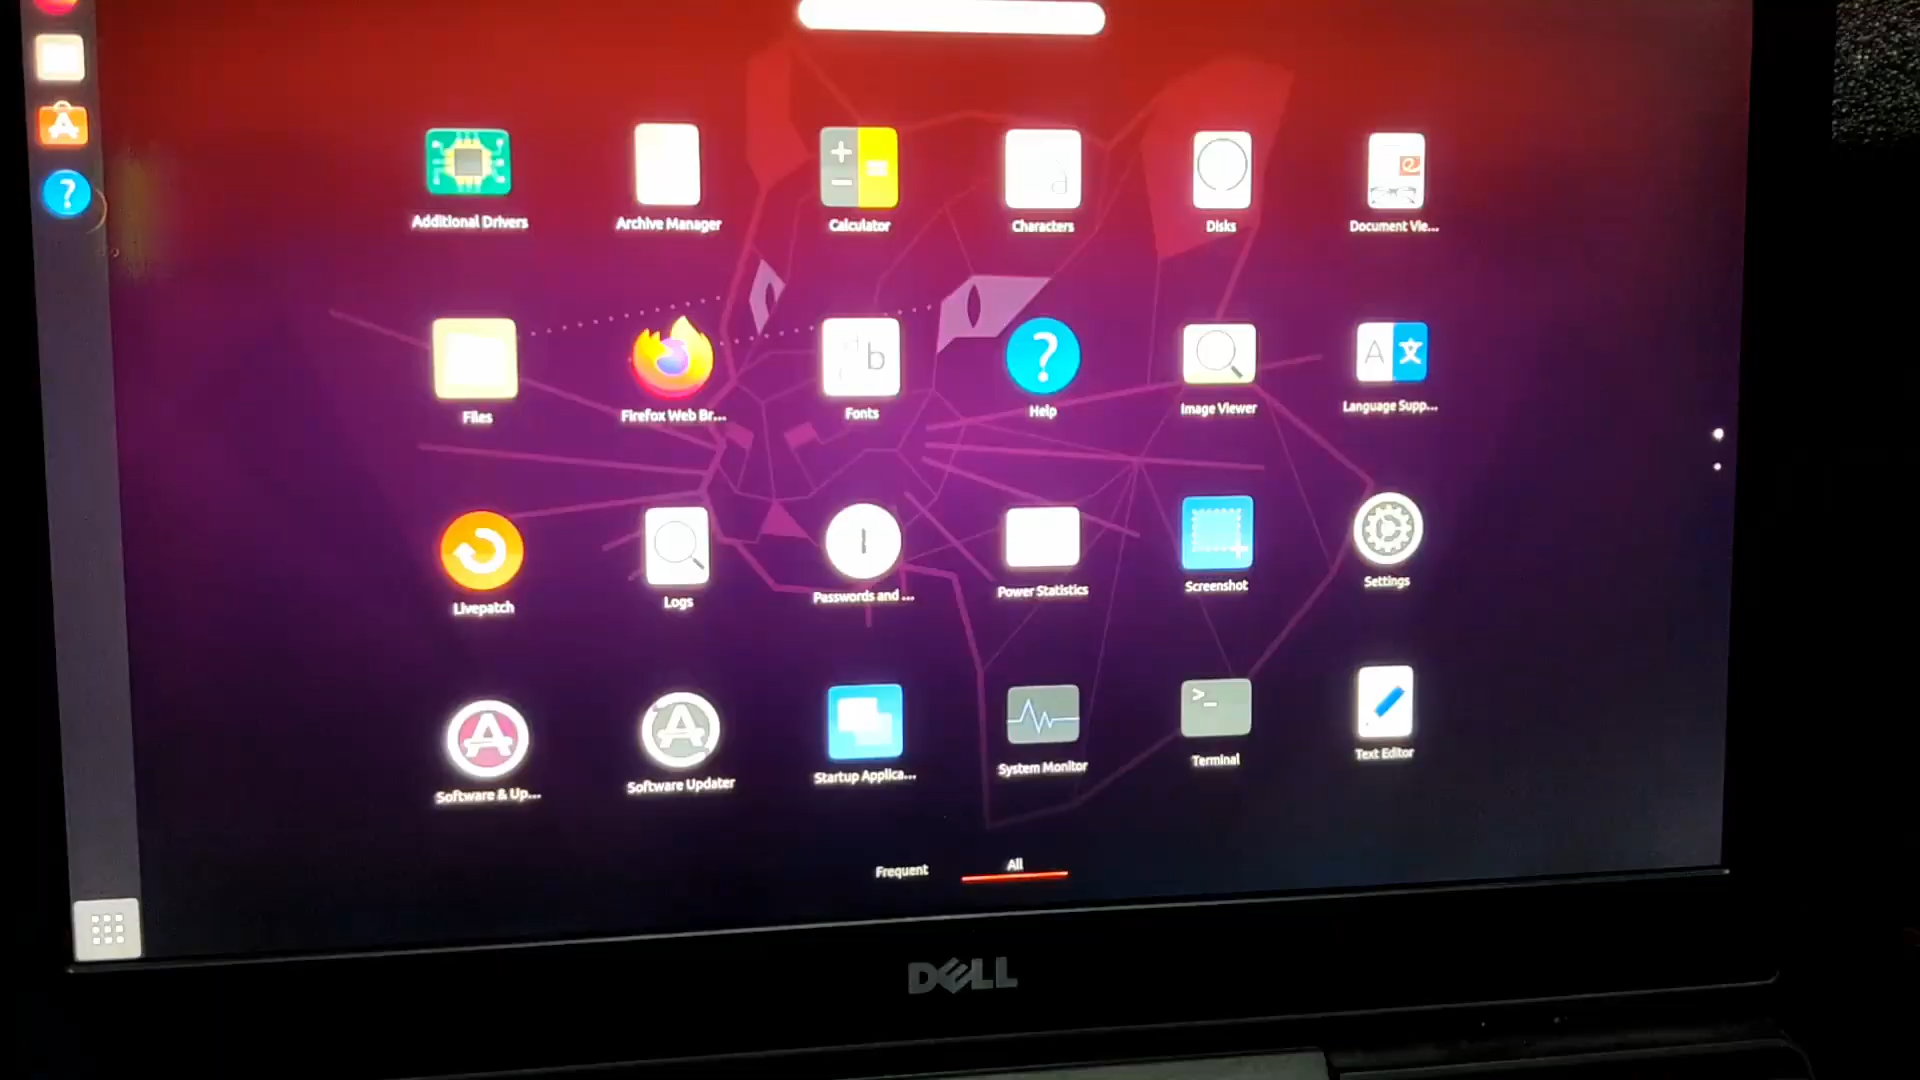 Additional Drivers Archive Manager Calculator Characters Disks Document Vie...
Files Firefox Web Br... Fonts Help Image Viewer Language Supp...
Livepatch Logs Passwords and ... Power Statistics Screenshot Settings
Software & Up... Software Updater Startup Applica... System Monitor Terminal Text Editor
Frequent All
DELL